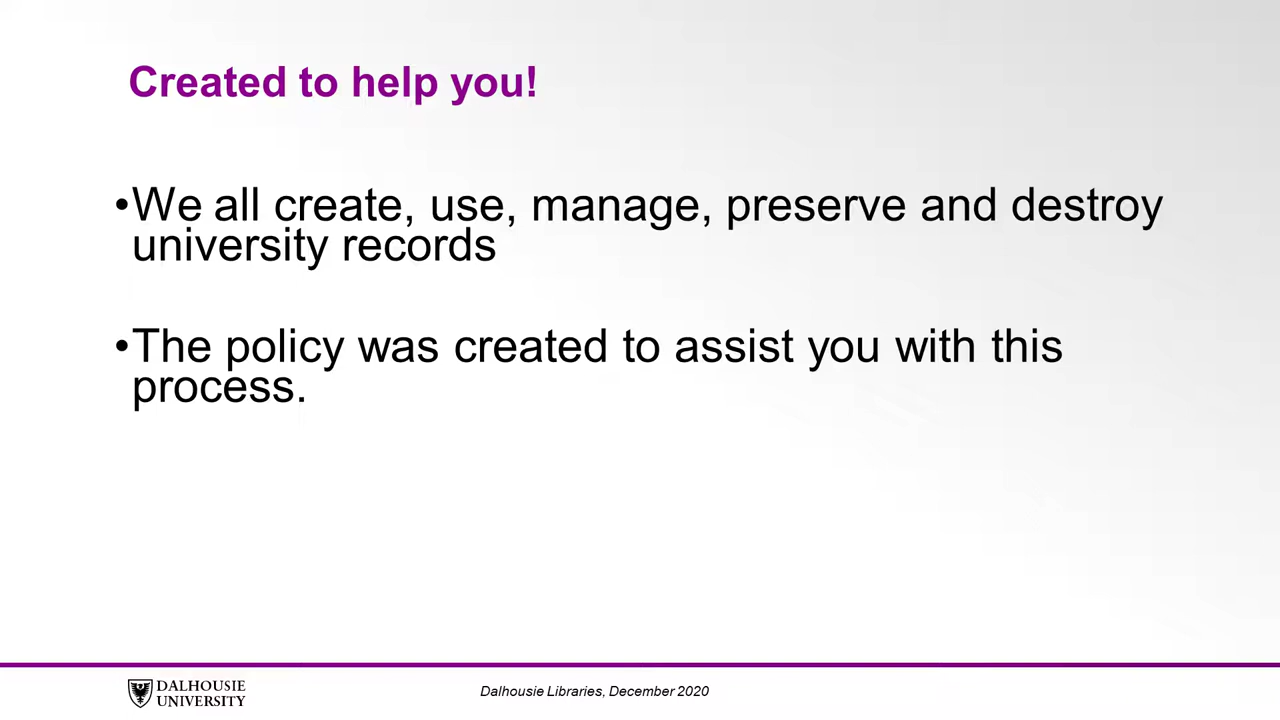 Created to help you!
•We all create, use, manage, preserve and destroy
university records
•The policy was created to assist you with this
process.
DALHOUSIE
UNIVERSITY
Dalhousie Libraries, December 2020